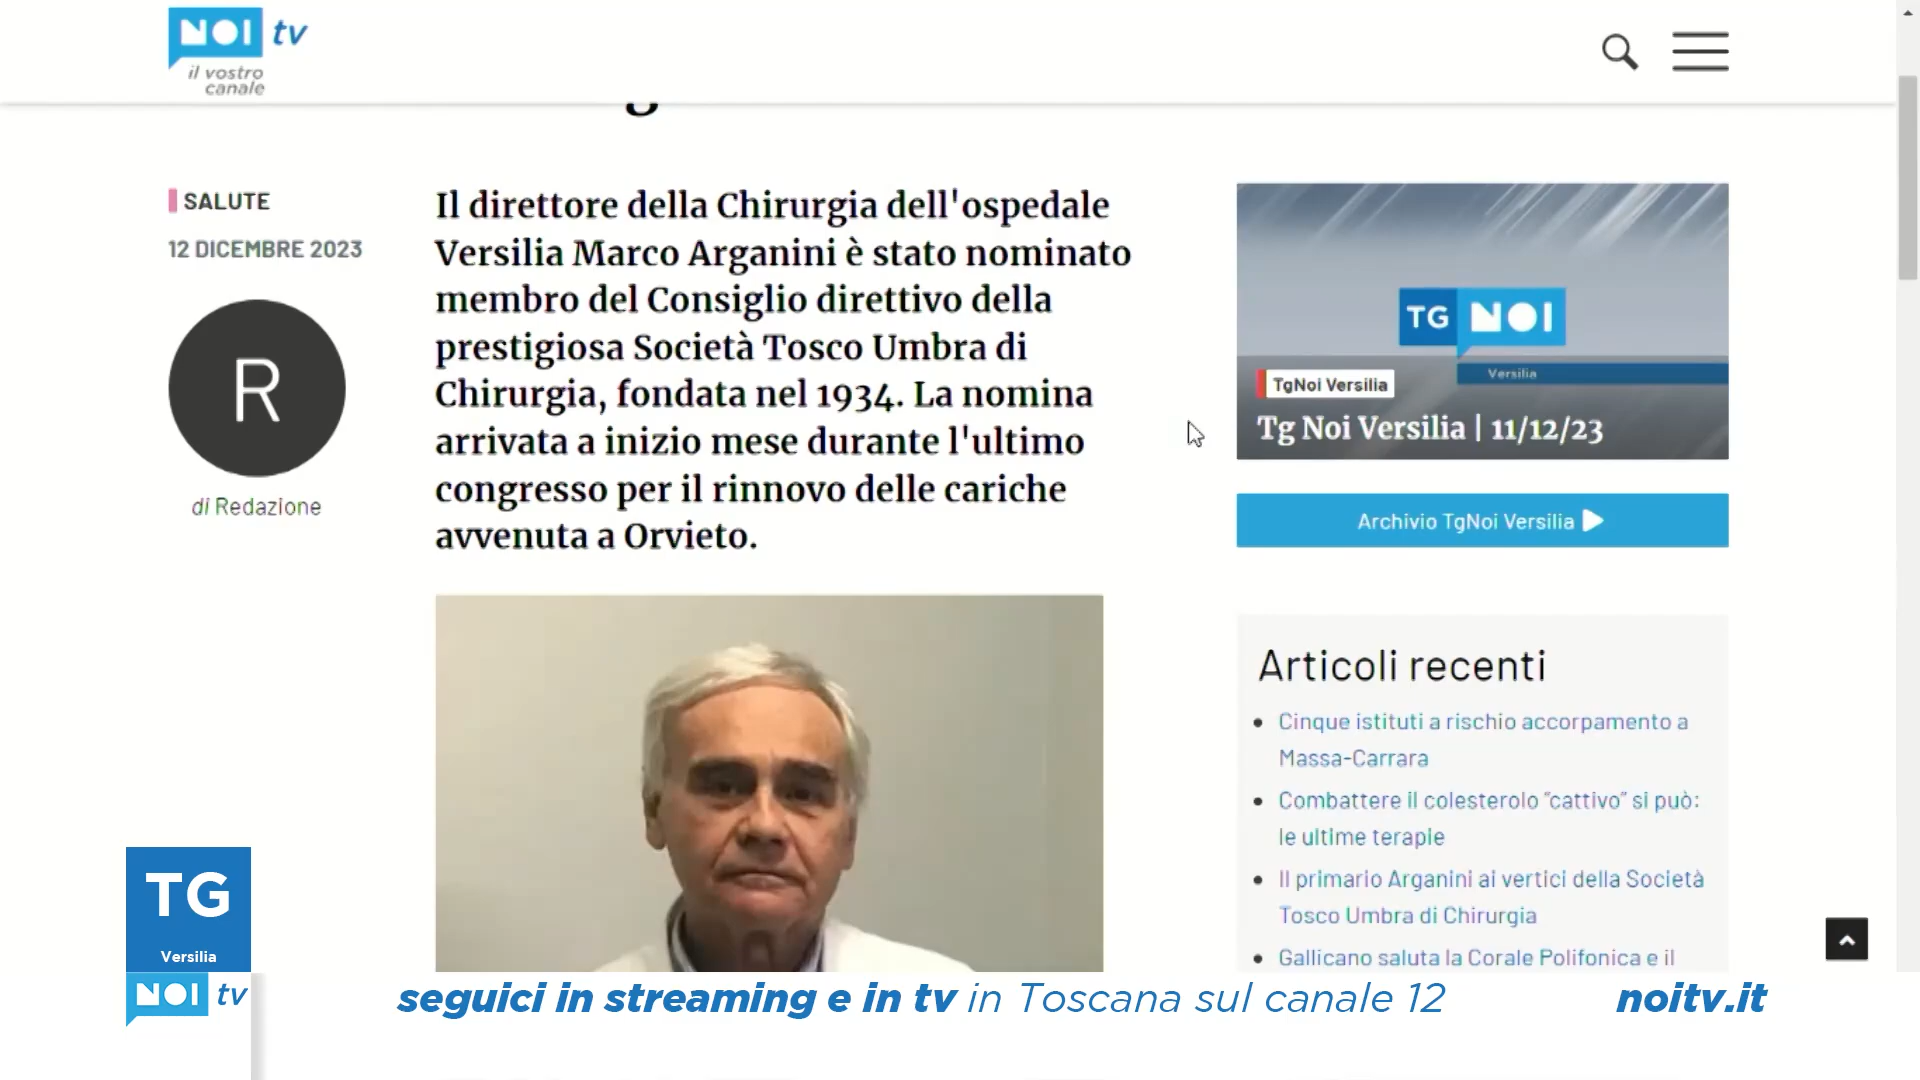 NOI tv
il vostro
canale
SALUTE
12 DICEMBRE 2023
R
di Redazione
Il direttore della Chirurgia dell'ospedale
Versilia Marco Arganini è stato nominato
membro del Consiglio direttivo della
prestigiosa Società Tosco Umbra di
Chirurgia, fondata nel 1934. La nomina
arrivata a inizio mese durante l'ultimo
congresso per il rinnovo delle cariche
avvenuta a Orvieto.
TG NOI
Versilia
TgNoi Versilia
Tg Noi Versilia | 11/12/23
Archivio TgNoi Versilia
Articoli recenti
Cinque istituti a rischio accorpamento a
Massa-Carrara
Combattere il colesterolo “cattivo” si può:
le ultime terapie
Il primario Arganini ai vertici della Società
Tosco Umbra di Chirurgia
Gallicano saluta la Corale Polifonica e il
TG
Versilia
NOI tv
seguici in streaming e in tv in Toscana sul canale 12
noitv.it